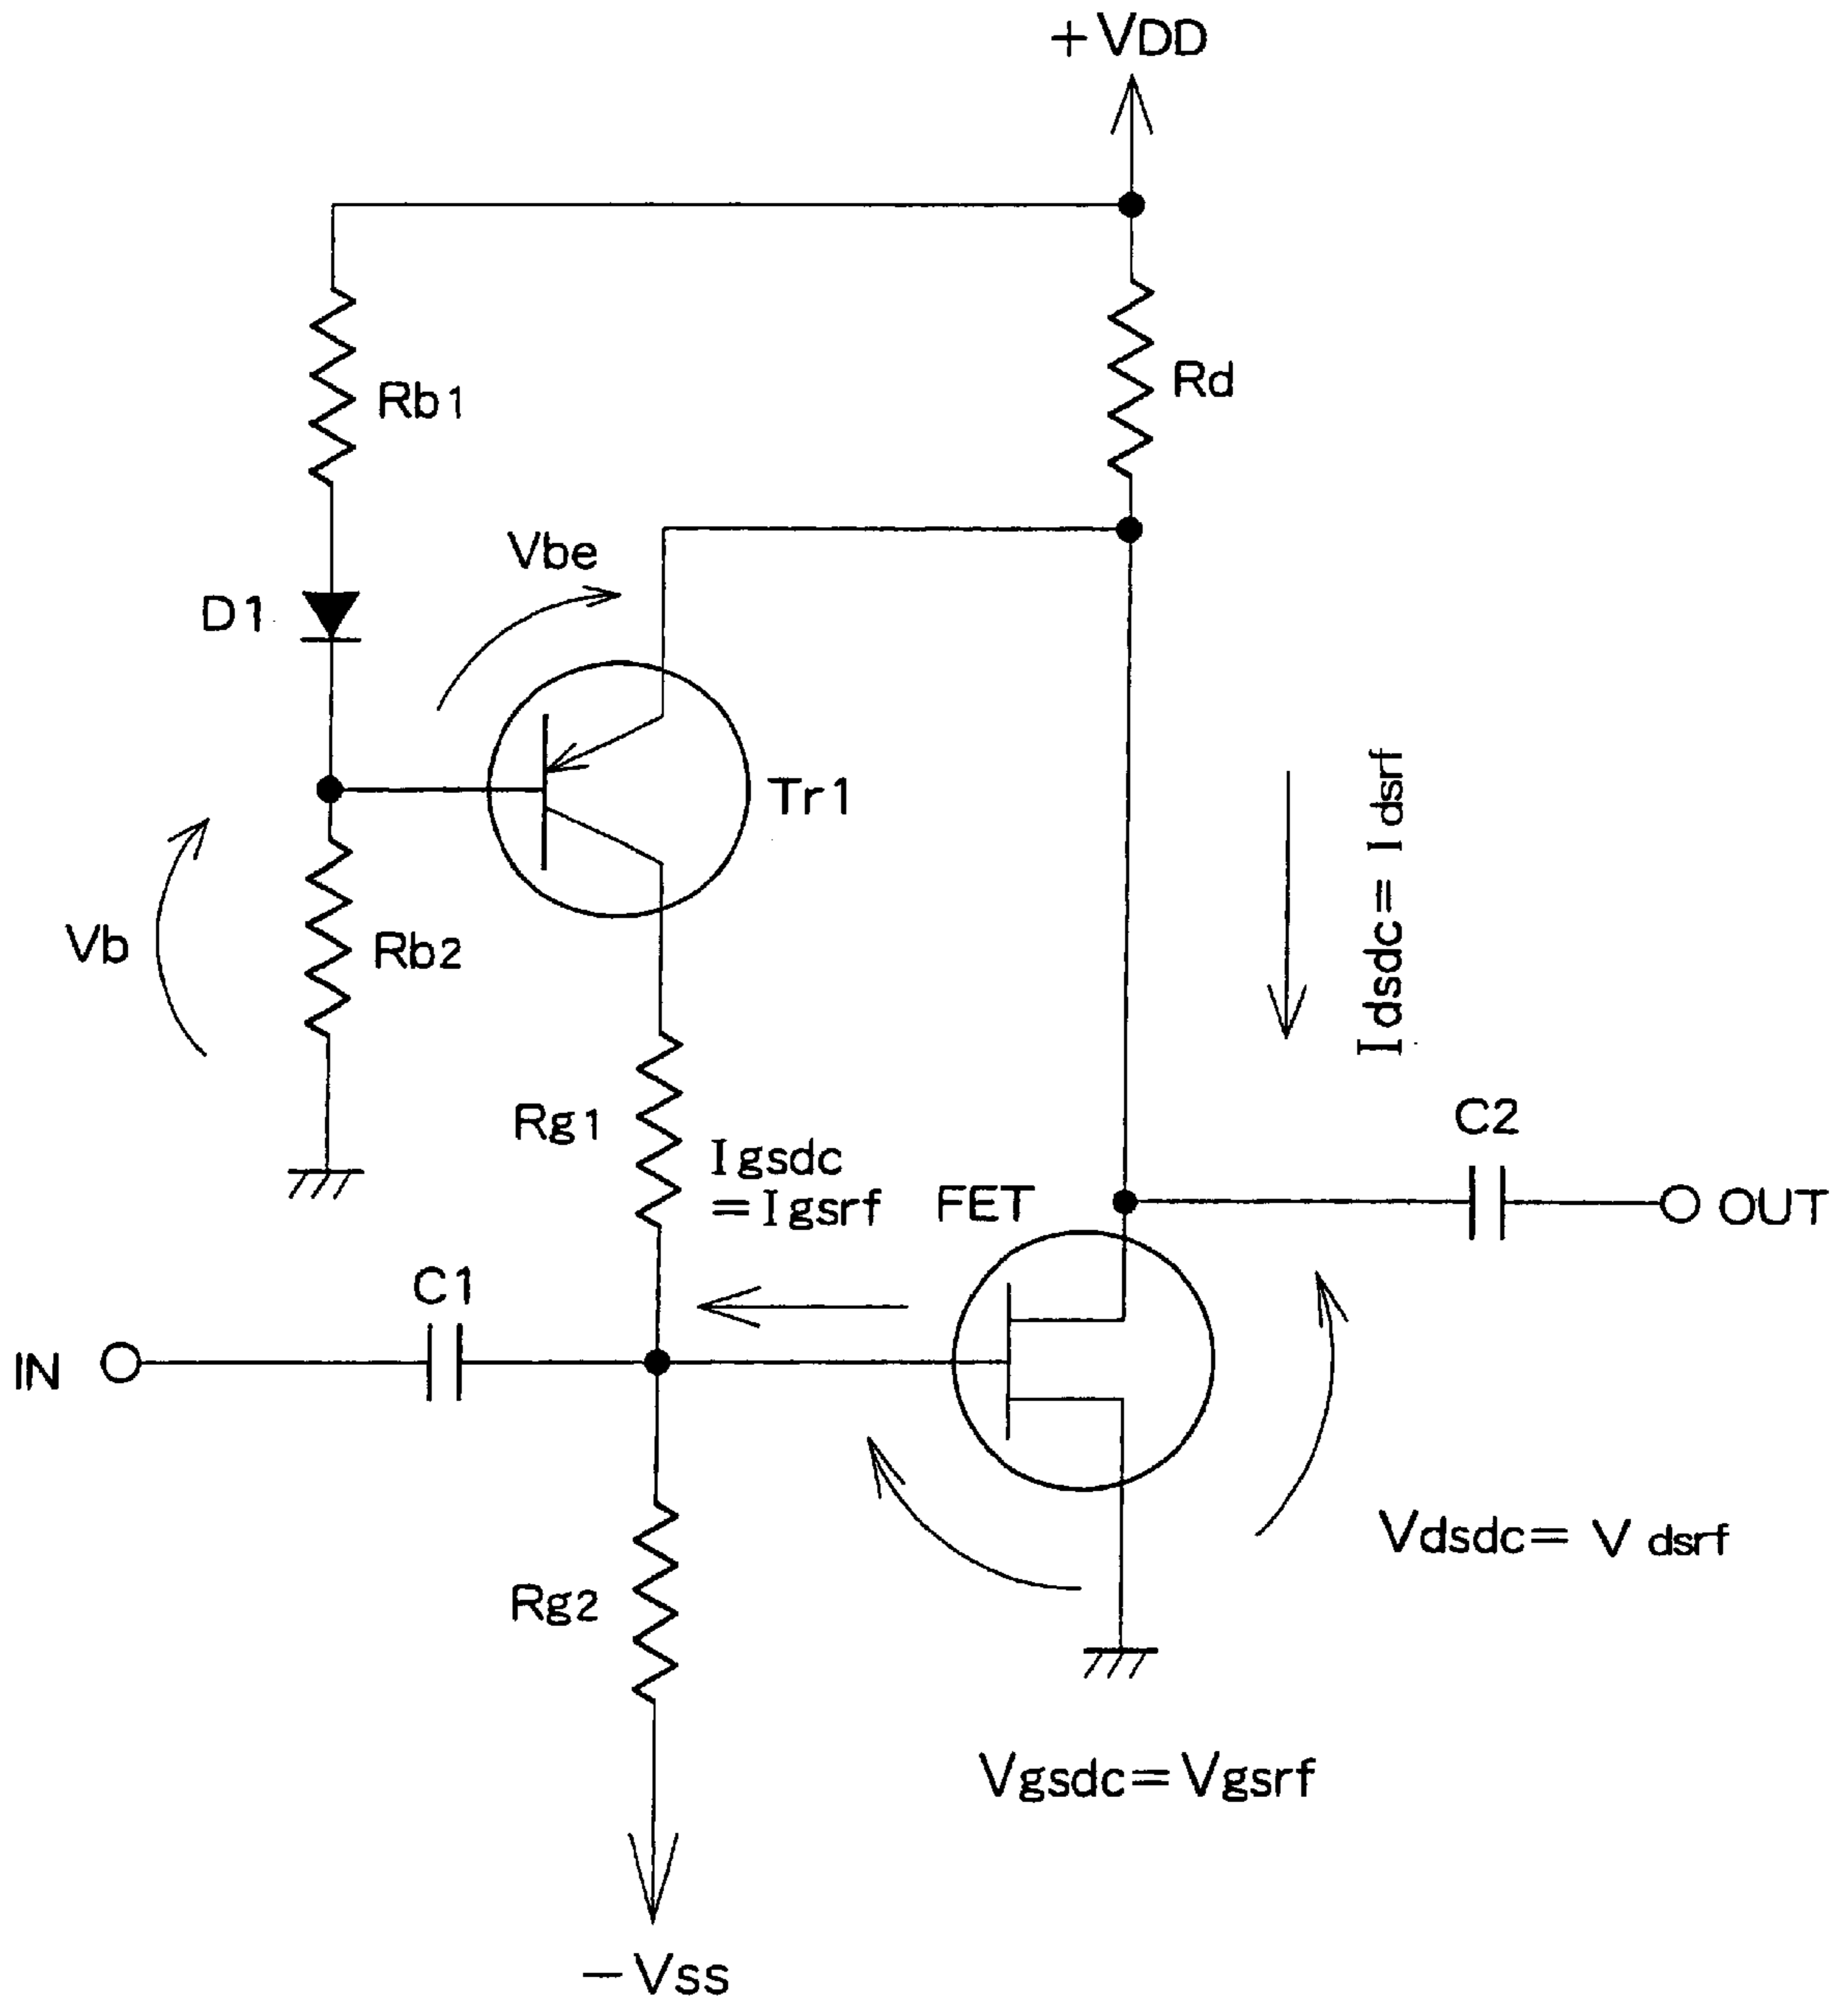 +VDD
Rb1
Rd
Vbe
D1
Tr1
Idsdc=Idsrf
Vb
Rb2
Rg1
Igsdc
=Igsrf
FET
C2
OUT
C1
IN
Vdsdc=Vdsrf
Rg2
Vgsdc=Vgsrf
-Vss